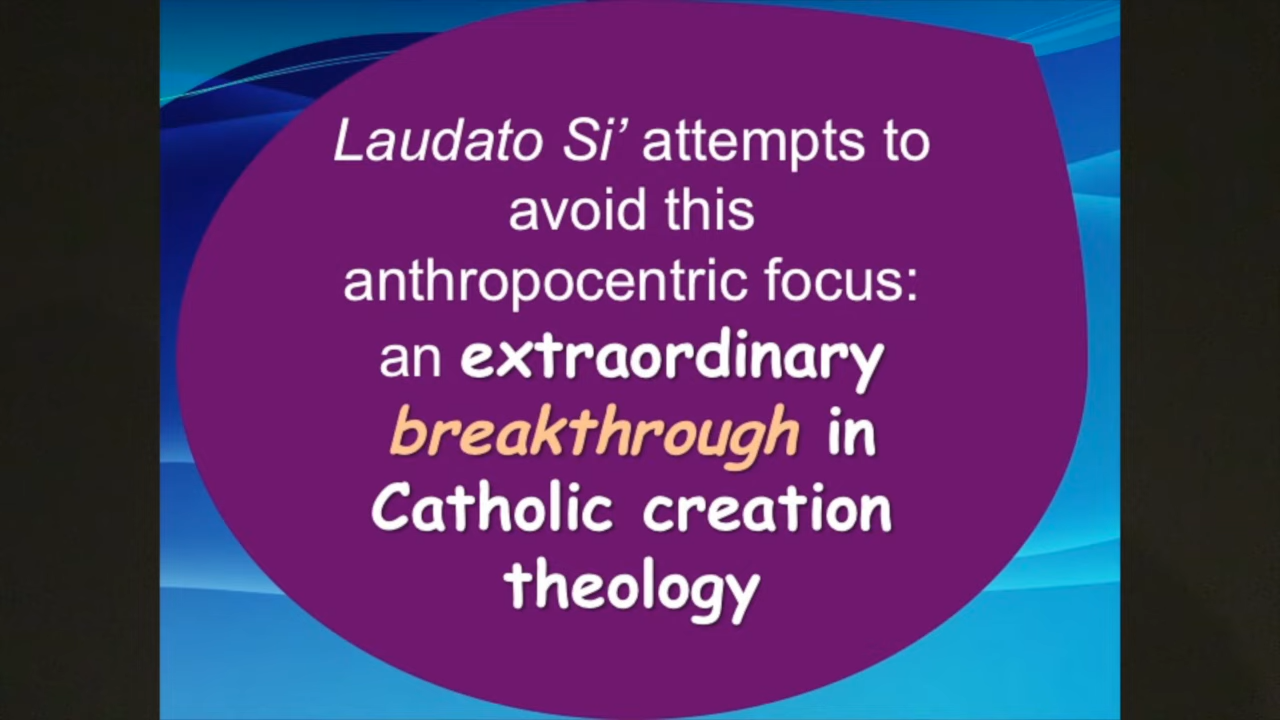 Laudato Si’ attempts to
avoid this
anthropocentric focus:
an extraordinary
breakthrough in
Catholic creation
theology